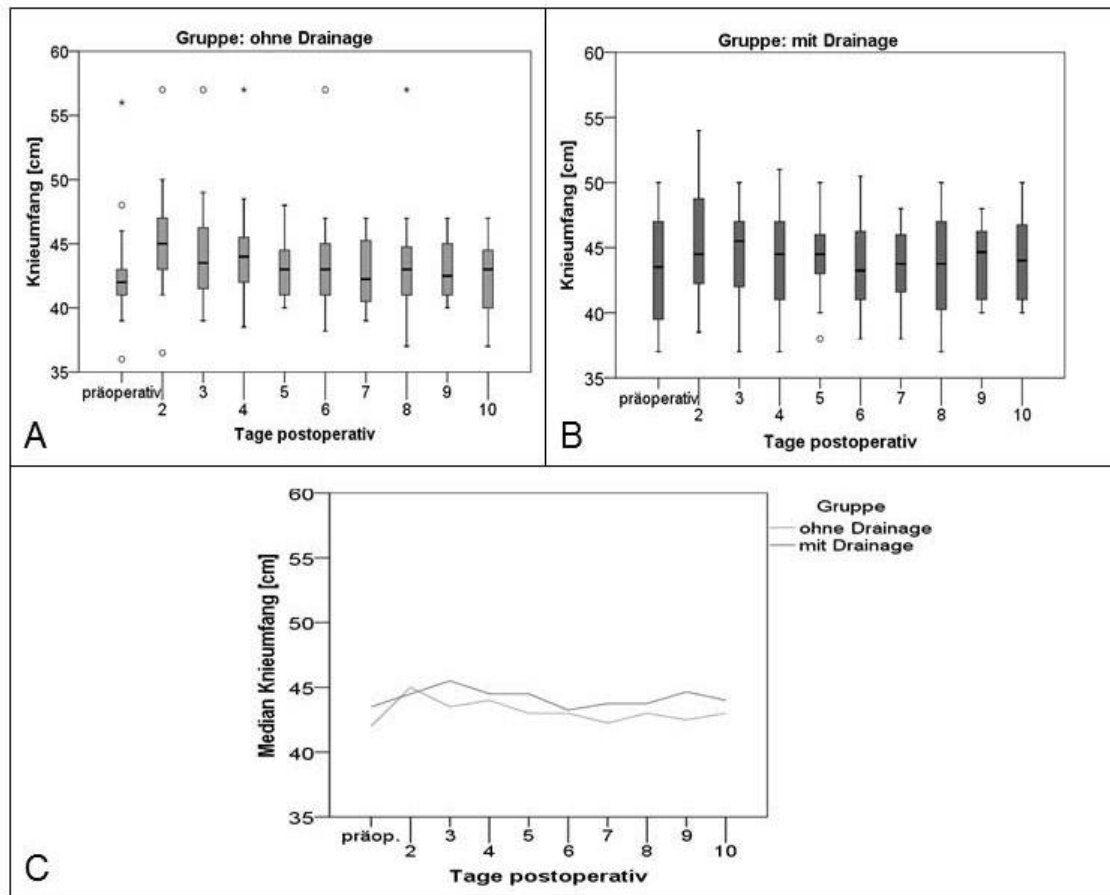 Gruppe: ohne Drainage
Knieumfang [cm]
60
55
50
45
40
35
präoperativ 2 3 4 5 6 7 8 9 10
Tage postoperativ
A
Gruppe: mit Drainage
Knieumfang [cm]
60
55
50
45
40
35
präoperativ 2 3 4 5 6 7 8 9 10
Tage postoperativ
B
Median Knieumfang [cm]
60
55
50
45
40
35
präop. 2 3 4 5 6 7 8 9 10
Tage postoperativ
Gruppe
ohne Drainage
mit Drainage
C